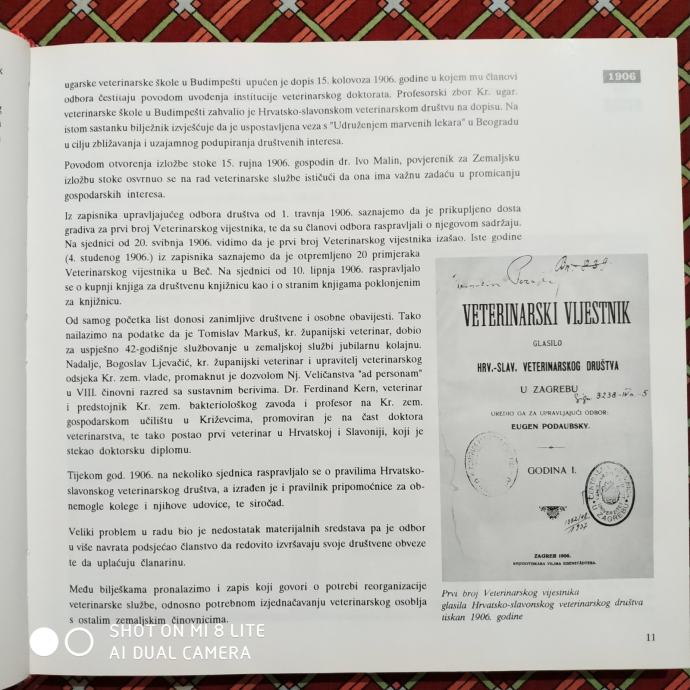 ugarske veterinarske škole u Budimpešti upućen je dopis 15. kolovoza 1906. godine u kojem mu članovi
odbora čestitaju povodom uvođenja institucije veterinarskog doktorata. Profesorski zbor Kr. ugar.
veterinarske škole u Budimpešti zahvalio je Hrvatsko-slavonskom veterinarskom društvu na dopisu. Na
istom sastanku bilježnik izvješćuje da je uspostavljena veza s "Udruženjem marvenih lekara" u Beogradu
u cilju zbližavanja i uzajamnog podupiranja društvenih interesa.
Povodom otvorenja izložbe stoke 15. rujna 1906. gospodin dr. Ivo Malin, povjerenik za Zemaljsku
izložbu stoke osvrnuo se na rad veterinarske službe ističući da ona ima važnu zadaću u promicanju
gospodarskih interesa.
Iz zapisnika upravljajućeg odbora društva od 1. travnja 1906. saznajemo da je prikupljeno dosta
gradiva za prvi broj Veterinarskog vijestnika, te da su članovi odbora raspravljali o njegovom sadržaju.
Na sjednici od 20. svibnja 1906. vidimo da je prvi broj Veterinarskog vijestnika izašao. Iste godine
(4. studenog 1906.) iz zapisnika saznajemo da je otpremljeno 20 primjeraka
Veterinarskog vijestnika u Beč. Na sjednici od 10. lipnja 1906. raspravljalo
se o kupnji knjiga za društvenu knjižnicu kao i o stranim knjigama poklonjenim
za knjižnicu.
Od samog početka list donosi zanimljive društvene i osobne obavijesti. Tako
nailazimo na podatke da je Tomislav Markuš, kr. županijski veterinar, dobio
za uspješno 42-godišnje službovanje u zemaljskoj službi jubilarnu kolajnu.
Nadalje, Bogoslav Ljevačić, kr. županijski veterinar i upravitelj veterinarskog
odsjeka Kr. zem. vlade, promaknut je dozvolom Nj. Veličanstva "ad personam"
u VIII. činovni razred sa sustavnim berivima. Dr. Ferdinand Kern, veterinar
i predstojnik Kr. zem. bakteriološkog zavoda i profesor na Kr. zem.
gospodarskom učilištu u Križevcima, promoviran je na čast doktora
veterinarstva, te tako postao prvi veterinar u Hrvatskoj i Slavoniji, koji je
stekao doktorsku diplomu.
Tijekom god. 1906. na nekoliko sjednica raspravljalo se o pravilima Hrvatsko-
slavonskog veterinarskog društva, a izrađen je i pravilnik pripomoćnice za ob-
nemogle kolege i njihove udovice, te siročad.
Veliki problem u radu bio je nedostatak materijalnih sredstava pa je odbor
u više navrata podsjećao članstvo da redovito izvršavaju svoje društvene obveze
te da uplaćuju članarinu.
Među bilješkama pronalazimo i zapis koji govori o potrebi reorganizacije
veterinarske službe, odnosno potrebnom izjednačavanju veterinarskog osoblja
s ostalim zemaljskim činovnicima.
1906
VETERINARSKI VIJESTNIK
GLASILO
HRV.-SLAV. VETERINARSKOG DRUŠTVA
U ZAGREBU
UREDIO GA ZA UPRAVLJAJUĆI ODBOR:
EUGEN PODAUBSKY.
GODINA I.
ZAGREB 1906.
Prvi broj Veterinarskog vijestnika
glasila Hrvatsko-slavonskog veterinarskog društva
tiskan 1906. godine
11
SHOT ON MI 8 LITE
AI DUAL CAMERA